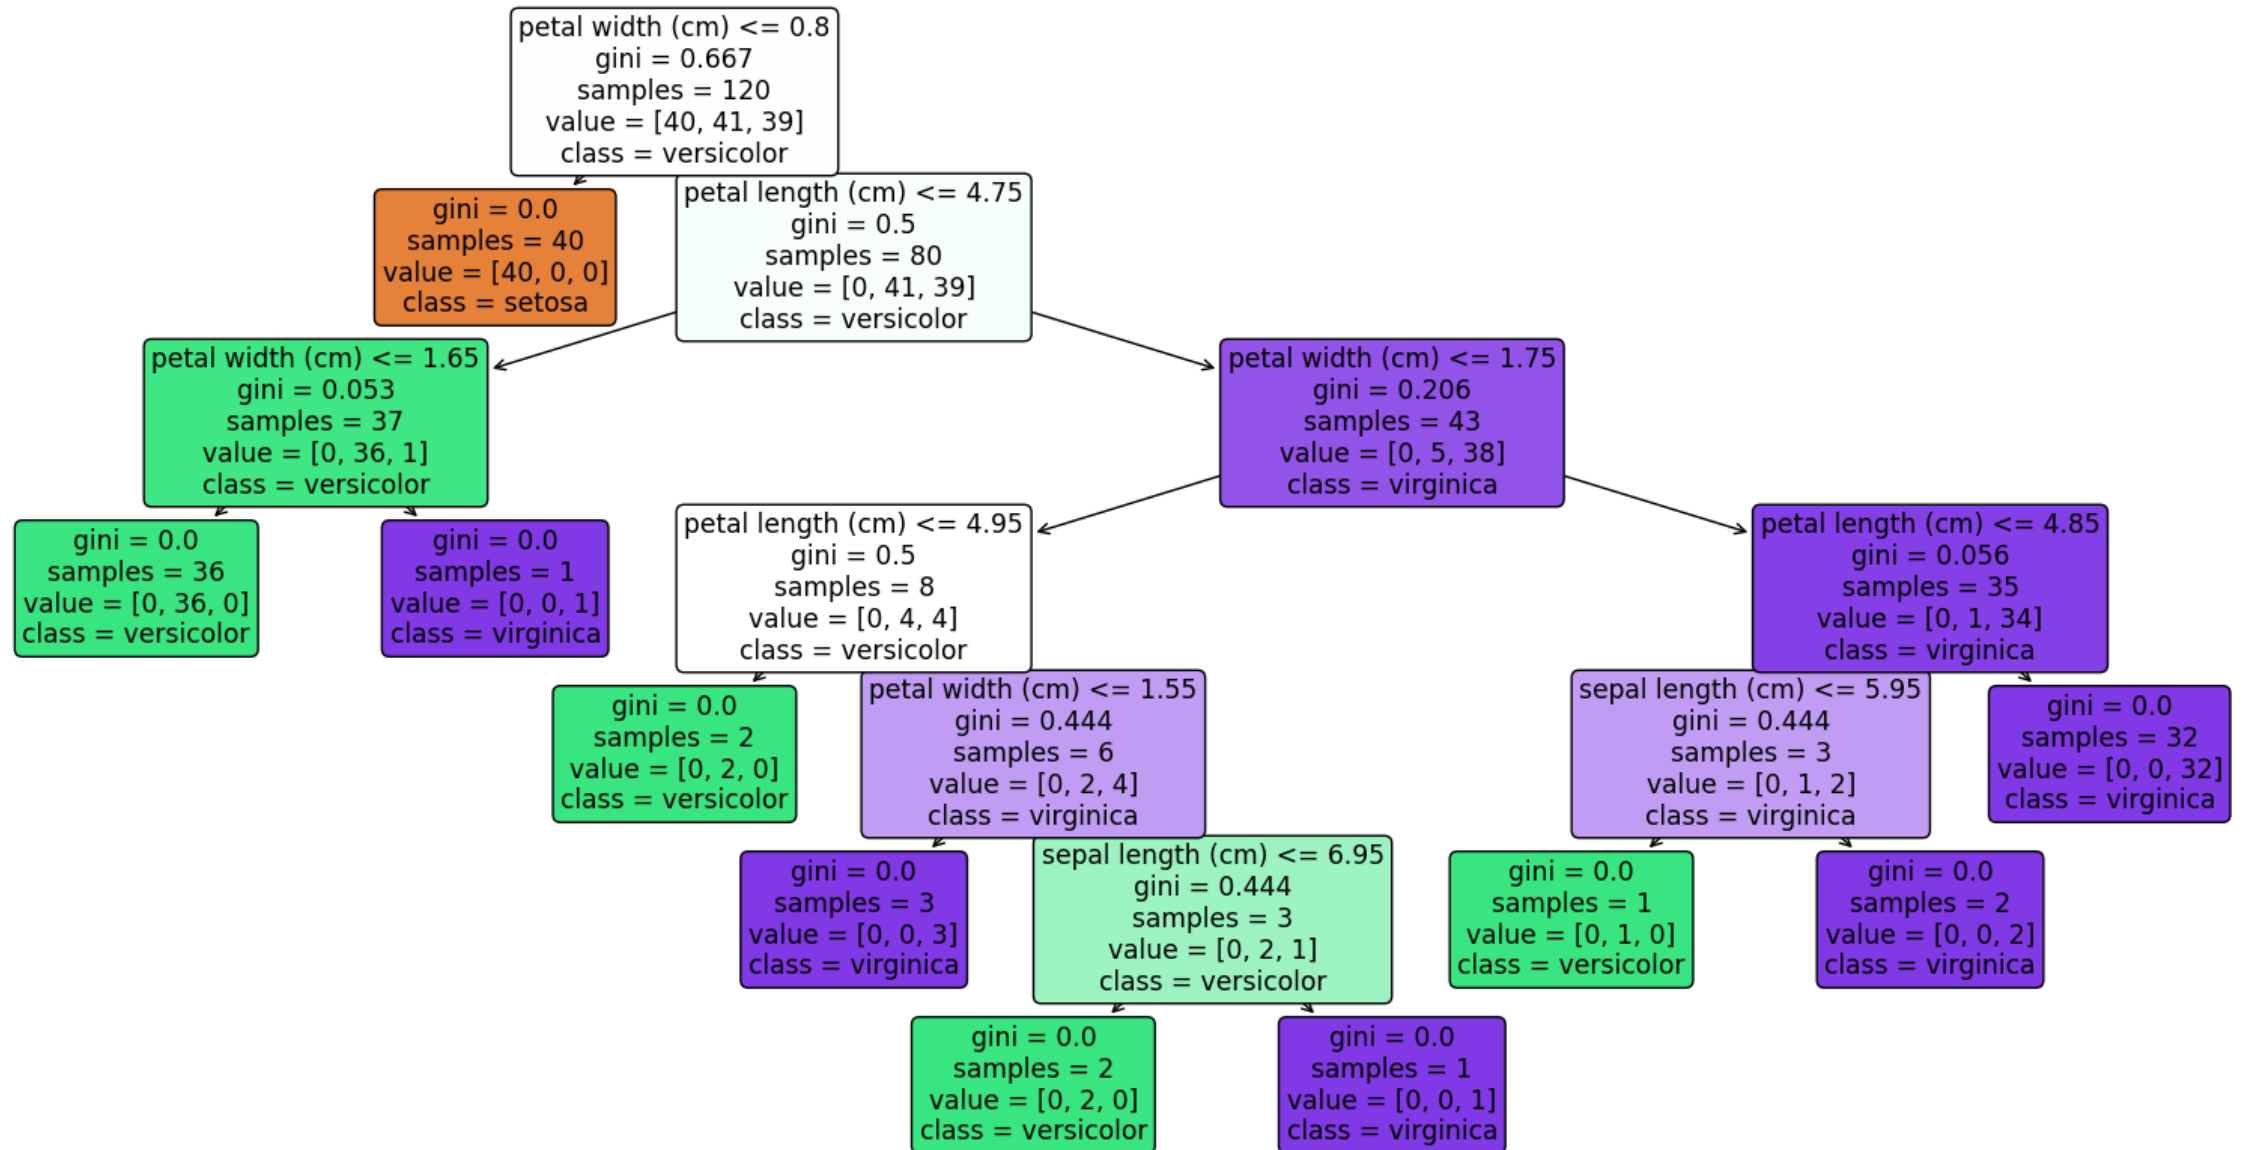 petal width (cm) <= 0.8
gini = 0.667
samples = 120
value = [40, 41, 39]
class = versicolor
gini = 0.0
samples = 40
value = [40, 0, 0]
class = setosa
petal length (cm) <= 4.75
gini = 0.5
samples = 80
value = [0, 41, 39]
class = versicolor
petal width (cm) <= 1.65
gini = 0.053
samples = 37
value = [0, 36, 1]
class = versicolor
petal width (cm) <= 1.75
gini = 0.206
samples = 43
value = [0, 5, 38]
class = virginica
gini = 0.0
samples = 36
value = [0, 36, 0]
class = versicolor
gini = 0.0
samples = 1
value = [0, 0, 1]
class = virginica
petal length (cm) <= 4.95
gini = 0.5
samples = 8
value = [0, 4, 4]
class = versicolor
petal length (cm) <= 4.85
gini = 0.056
samples = 35
value = [0, 1, 34]
class = virginica
gini = 0.0
samples = 2
value = [0, 2, 0]
class = versicolor
petal width (cm) <= 1.55
gini = 0.444
samples = 6
value = [0, 2, 4]
class = virginica
sepal length (cm) <= 5.95
gini = 0.444
samples = 3
value = [0, 1, 2]
class = virginica
gini = 0.0
samples = 32
value = [0, 0, 32]
class = virginica
gini = 0.0
samples = 3
value = [0, 0, 3]
class = virginica
sepal length (cm) <= 6.95
gini = 0.444
samples = 3
value = [0, 2, 1]
class = versicolor
gini = 0.0
samples = 1
value = [0, 1, 0]
class = versicolor
gini = 0.0
samples = 2
value = [0, 0, 2]
class = virginica
gini = 0.0
samples = 2
value = [0, 2, 0]
class = versicolor
gini = 0.0
samples = 1
value = [0, 0, 1]
class = virginica